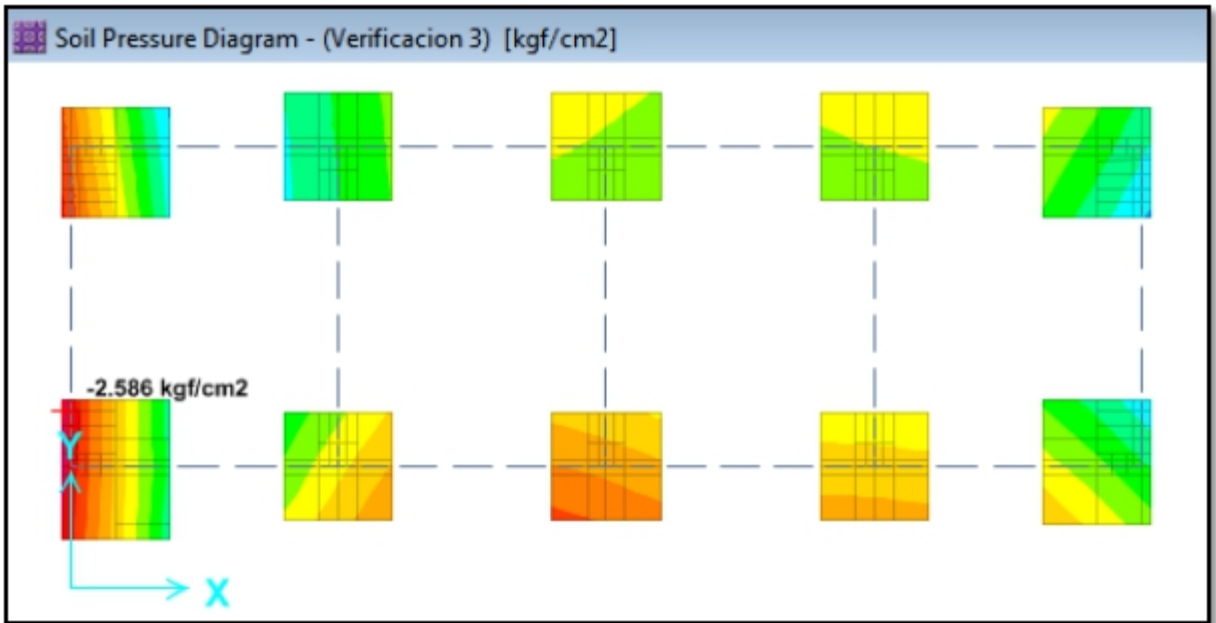 Soil Pressure Diagram - (Verificacion 3) [kgf/cm2]
-2.586 kgf/cm2
Y
X